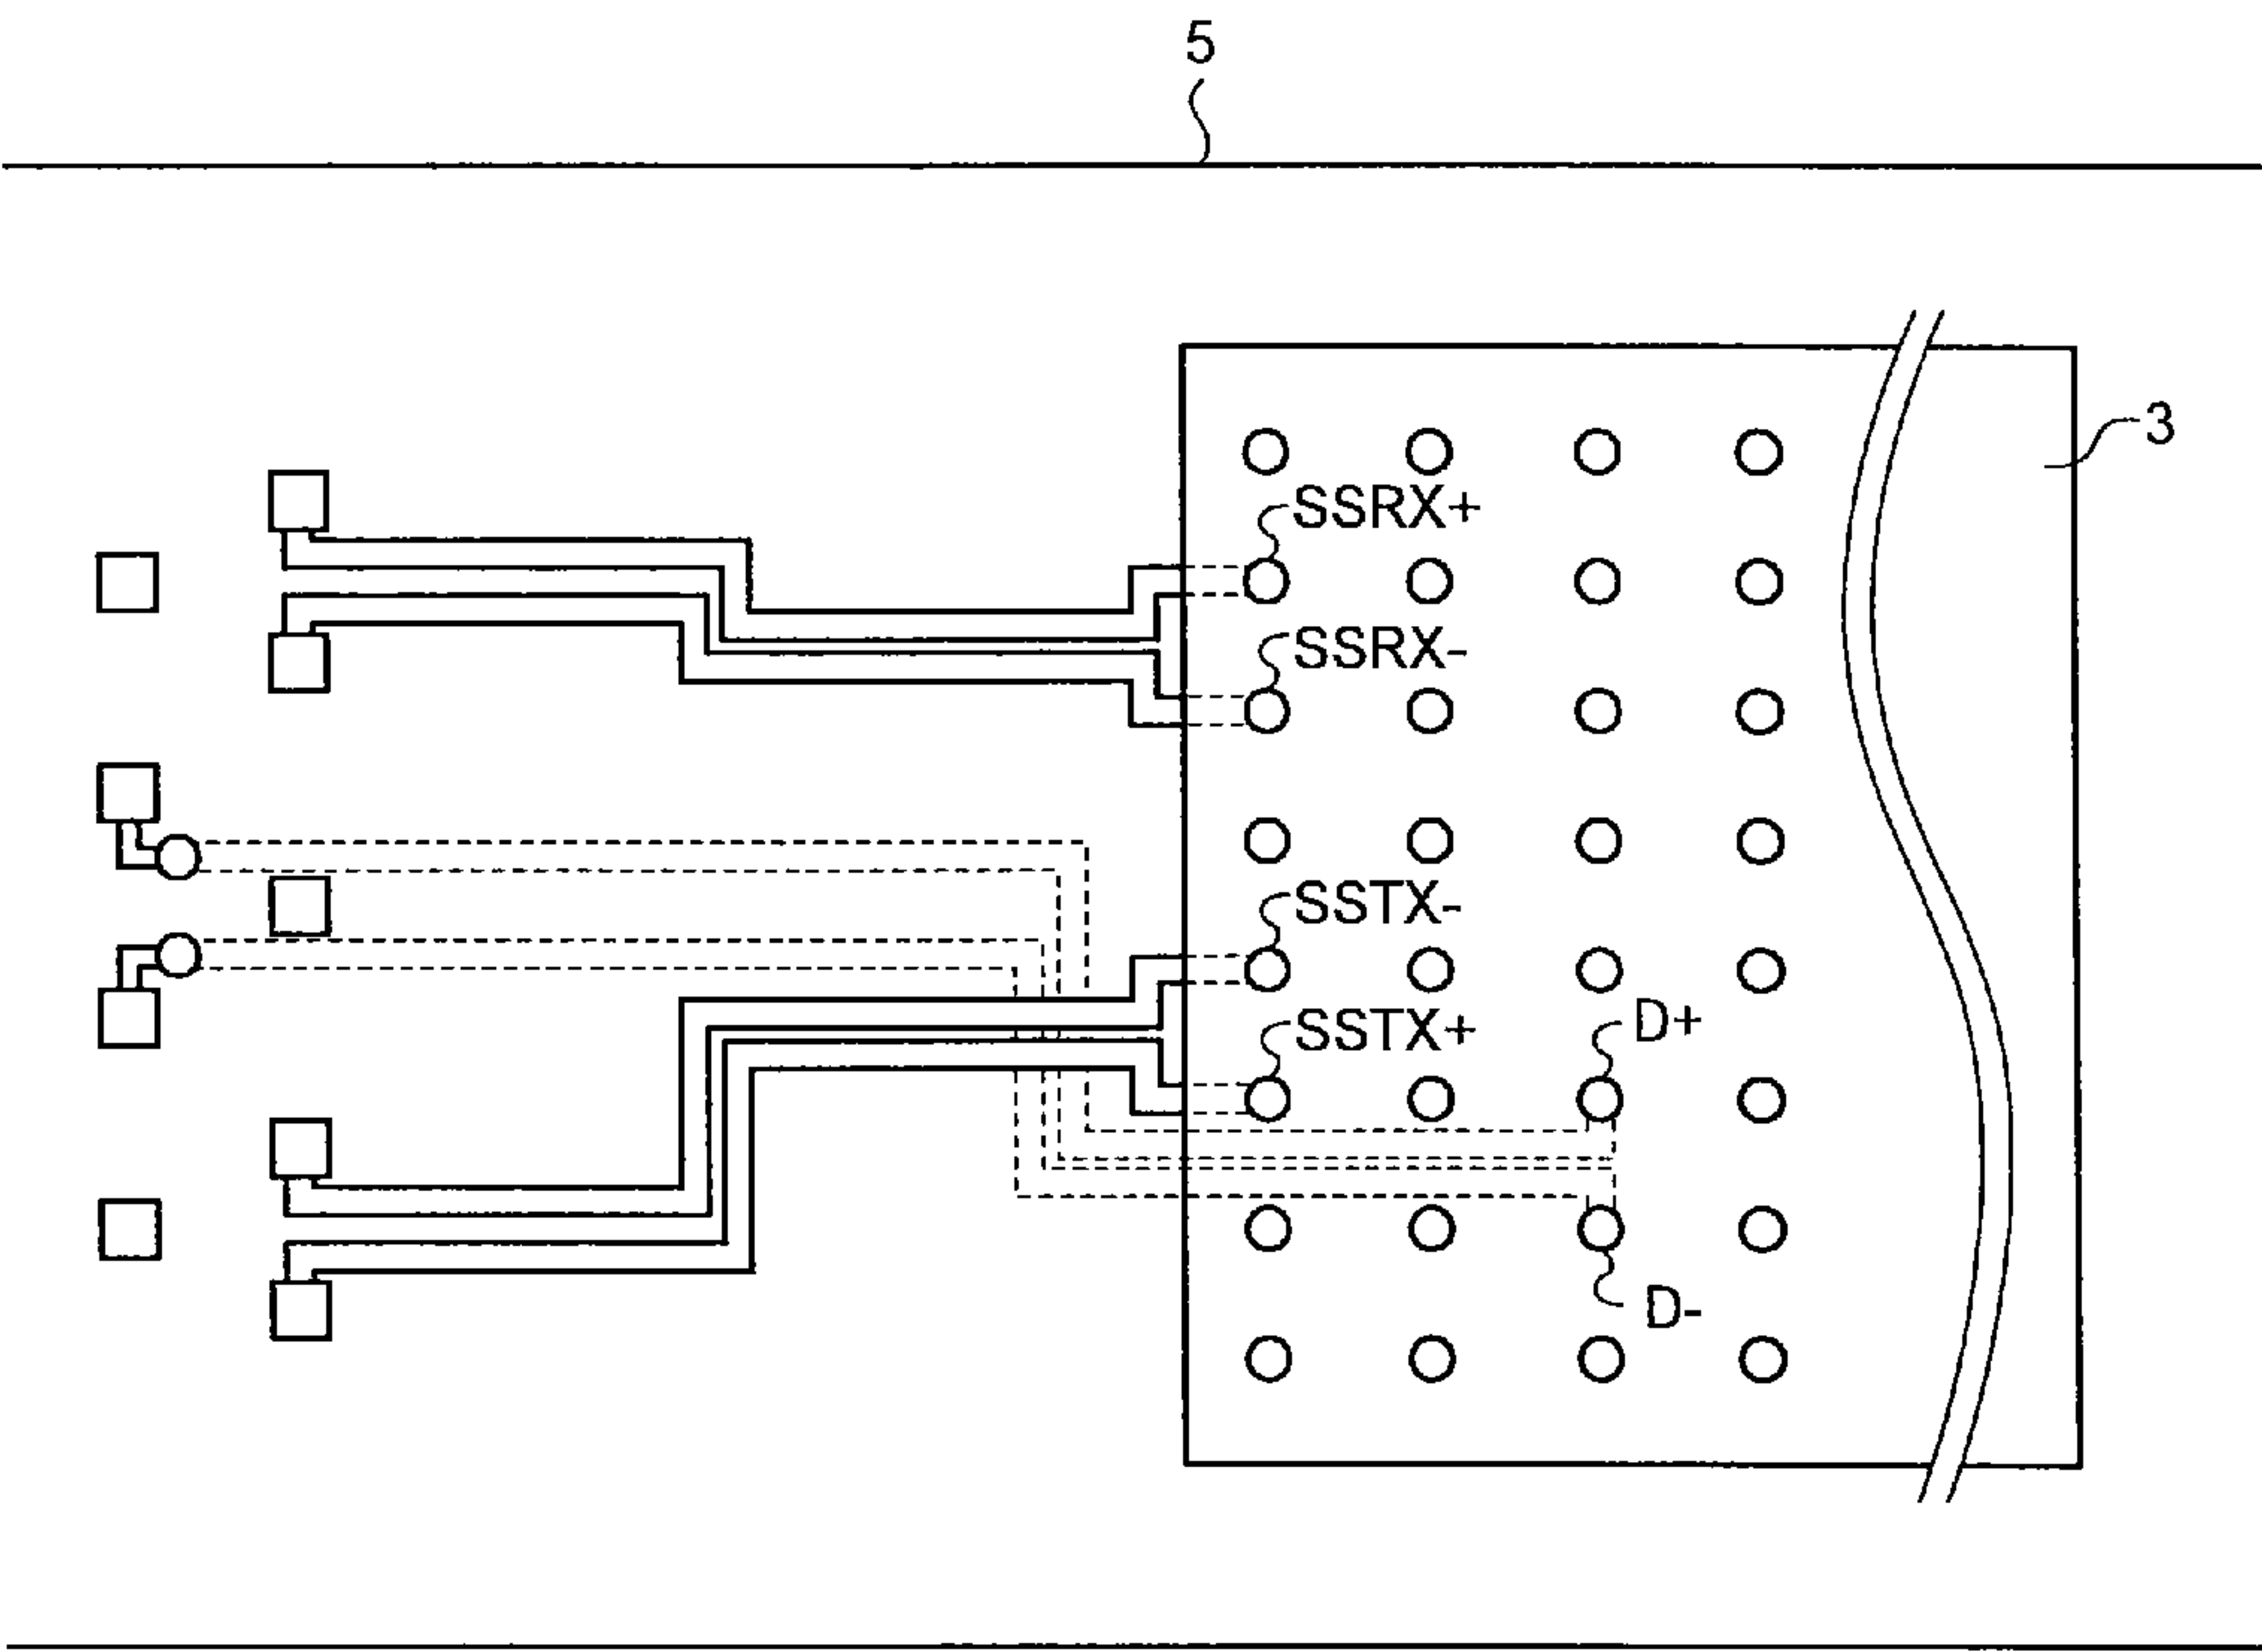 5
3
SSRX+
SSRX-
SSTX-
SSTX+
D+
D-